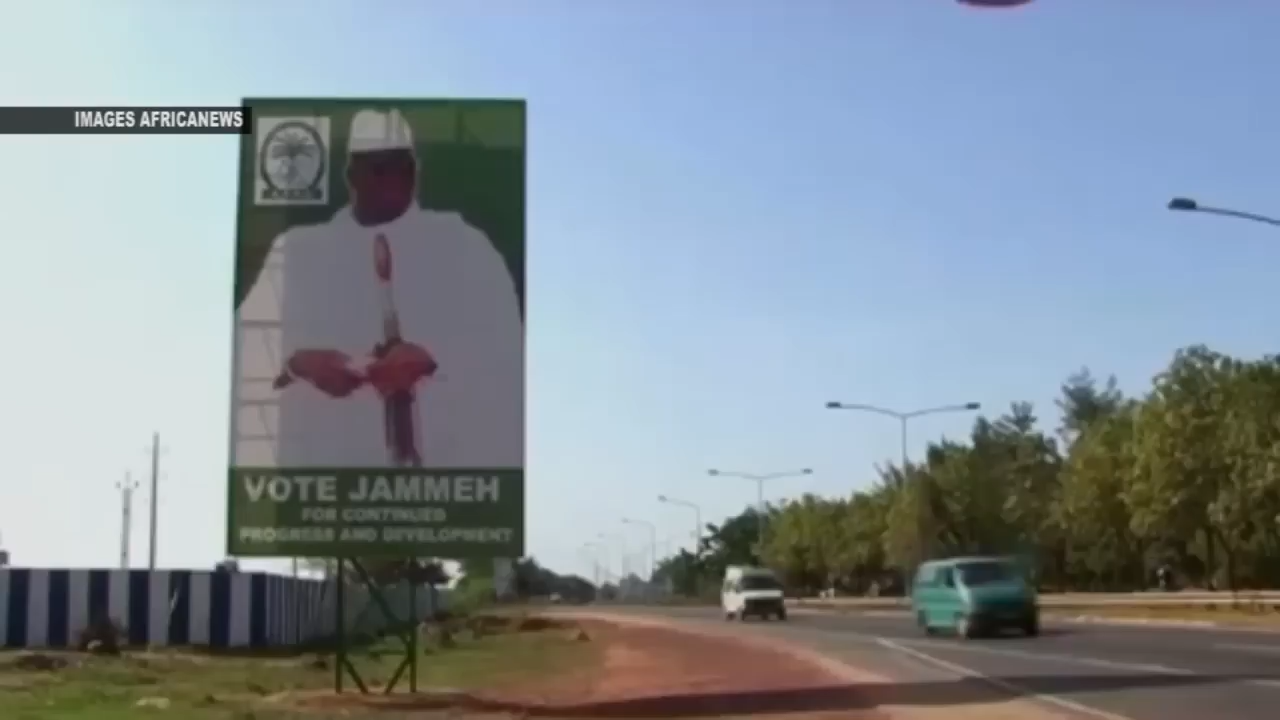 IMAGES AFRICANEWS
VOTE JAMMEH
FOR CONTINUED
PROGRESS AND DEVELOPMENT